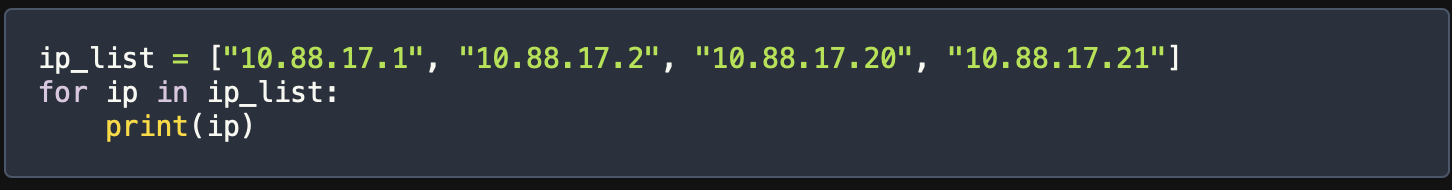 ip_list = ["10.88.17.1", "10.88.17.2", "10.88.17.20", "10.88.17.21"]
for ip in ip_list:
    print(ip)